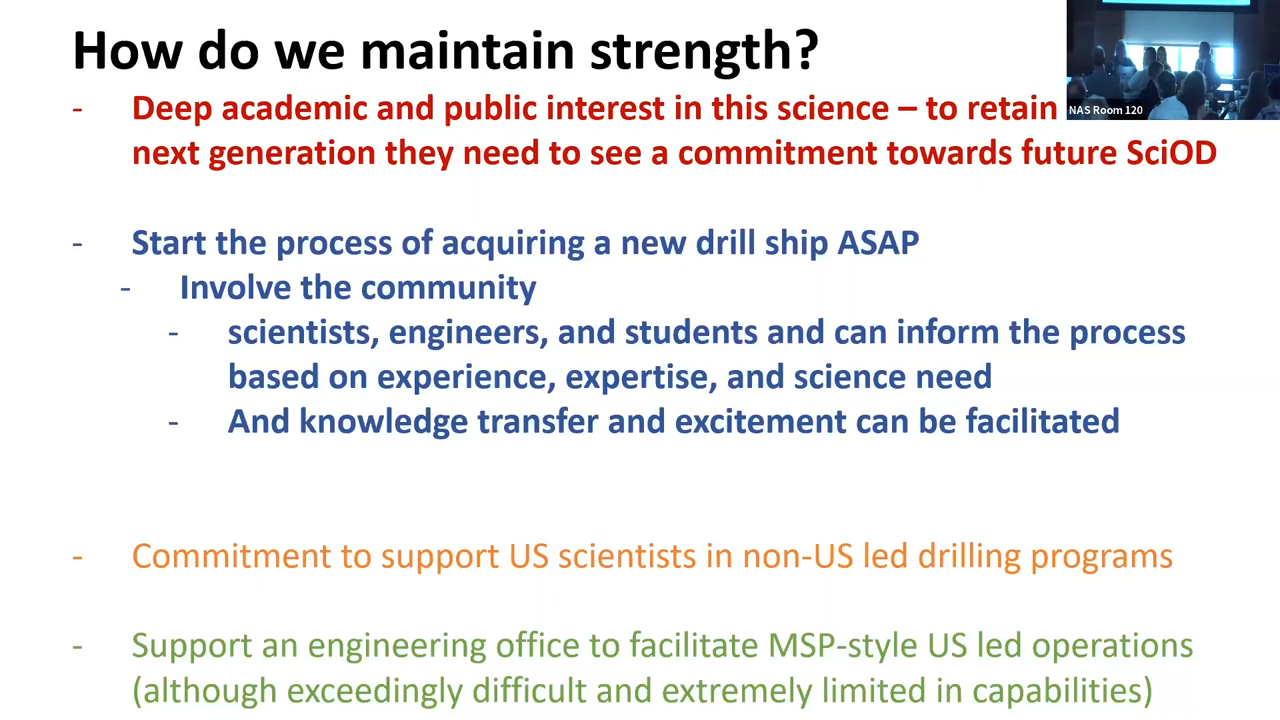 How do we maintain strength?
- Deep academic and public interest in this science – to retain
next generation they need to see a commitment towards future SciOD
- Start the process of acquiring a new drill ship ASAP
- Involve the community
- scientists, engineers, and students and can inform the process
based on experience, expertise, and science need
- And knowledge transfer and excitement can be facilitated
- Commitment to support US scientists in non-US led drilling programs
- Support an engineering office to facilitate MSP-style US led operations
(although exceedingly difficult and extremely limited in capabilities)
NAS Room 120